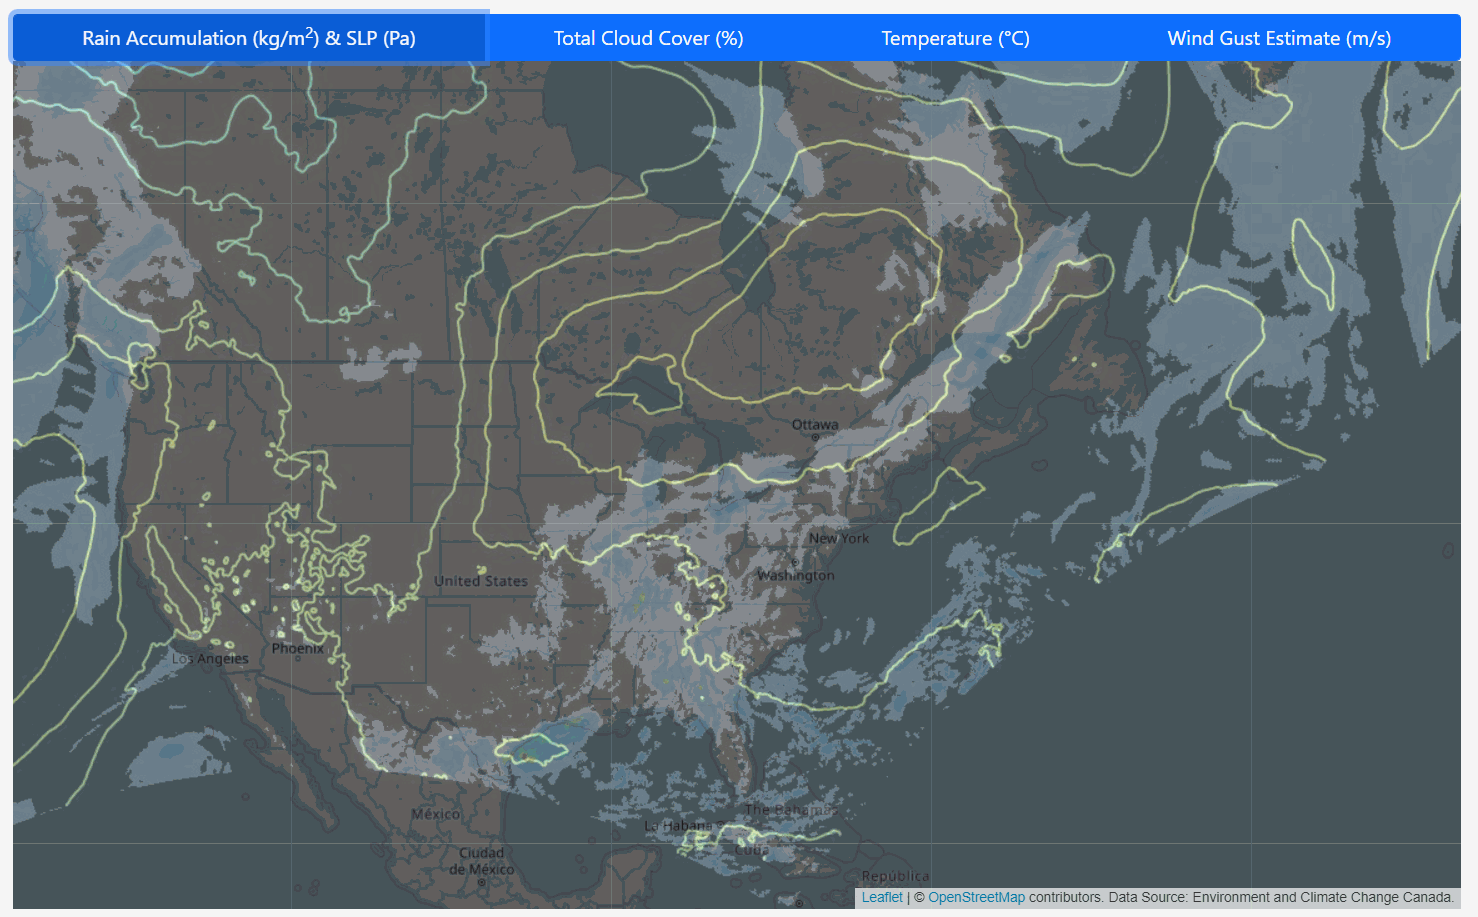 Rain Accumulation (kg/m²) & SLP (Pa)
Total Cloud Cover (%)
Temperature (°C)
Wind Gust Estimate (m/s)
Ottawa
New York
Washington
United States
Phoenix
Los Angeles
The Bahamas
México
La Habana
Cuba
Ciudad
de México
República
Leaflet | © OpenStreetMap contributors. Data Source: Environment and Climate Change Canada.